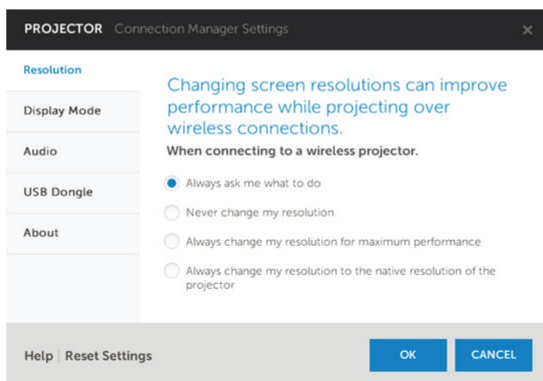 PROJECTOR Connection Manager Settings
Resolution
Display Mode
Audio
USB Dongle
About
Changing screen resolutions can improve
performance while projecting over
wireless connections.
When connecting to a wireless projector.
Always ask me what to do
Never change my resolution
Always change my resolution for maximum performance
Always change my resolution to the native resolution of the
projector
Help | Reset Settings
OK
CANCEL